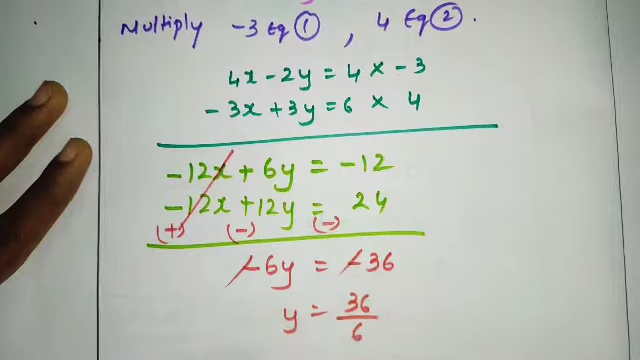 Multiply -3 Eq ① , 4 Eq ②.
4x - 2y = 4 × -3
-3x + 3y = 6 × 4
-12x + 6y = -12
-12x + 12y = 24
(+) (-) (-)
-6y = -36
y = 36/6